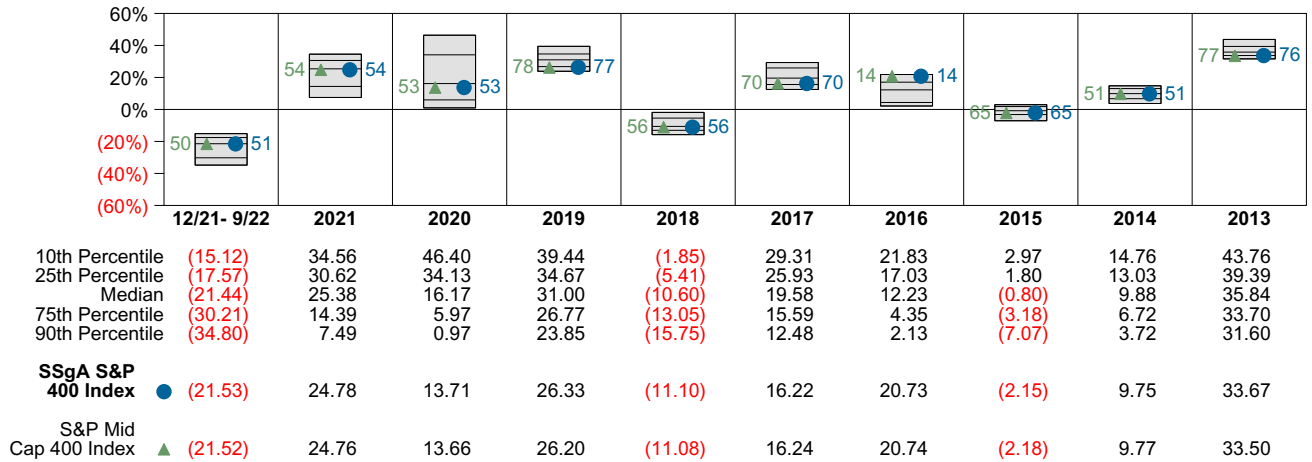 60%
40%
20%
0%
(20%)
(40%)
(60%)
50 51
54 54
53 53
78 77
56 56
70 70
14 14
65 65
51 51
77 76
12/21- 9/22 2021 2020 2019 2018 2017 2016 2015 2014 2013
10th Percentile (15.12) 34.56 46.40 39.44 (1.85) 29.31 21.83 2.97 14.76 43.76
25th Percentile (17.57) 30.62 34.13 34.67 (5.41) 25.93 17.03 1.80 13.03 39.39
Median (21.44) 25.38 16.17 31.00 (10.60) 19.58 12.23 (0.80) 9.88 35.84
75th Percentile (30.21) 14.39 5.97 26.77 (13.05) 15.59 4.35 (3.18) 6.72 33.70
90th Percentile (34.80) 7.49 0.97 23.85 (15.75) 12.48 2.13 (7.07) 3.72 31.60
SSgA S&P
400 Index (21.53) 24.78 13.71 26.33 (11.10) 16.22 20.73 (2.15) 9.75 33.67
S&P Mid
Cap 400 Index (21.52) 24.76 13.66 26.20 (11.08) 16.24 20.74 (2.18) 9.77 33.50